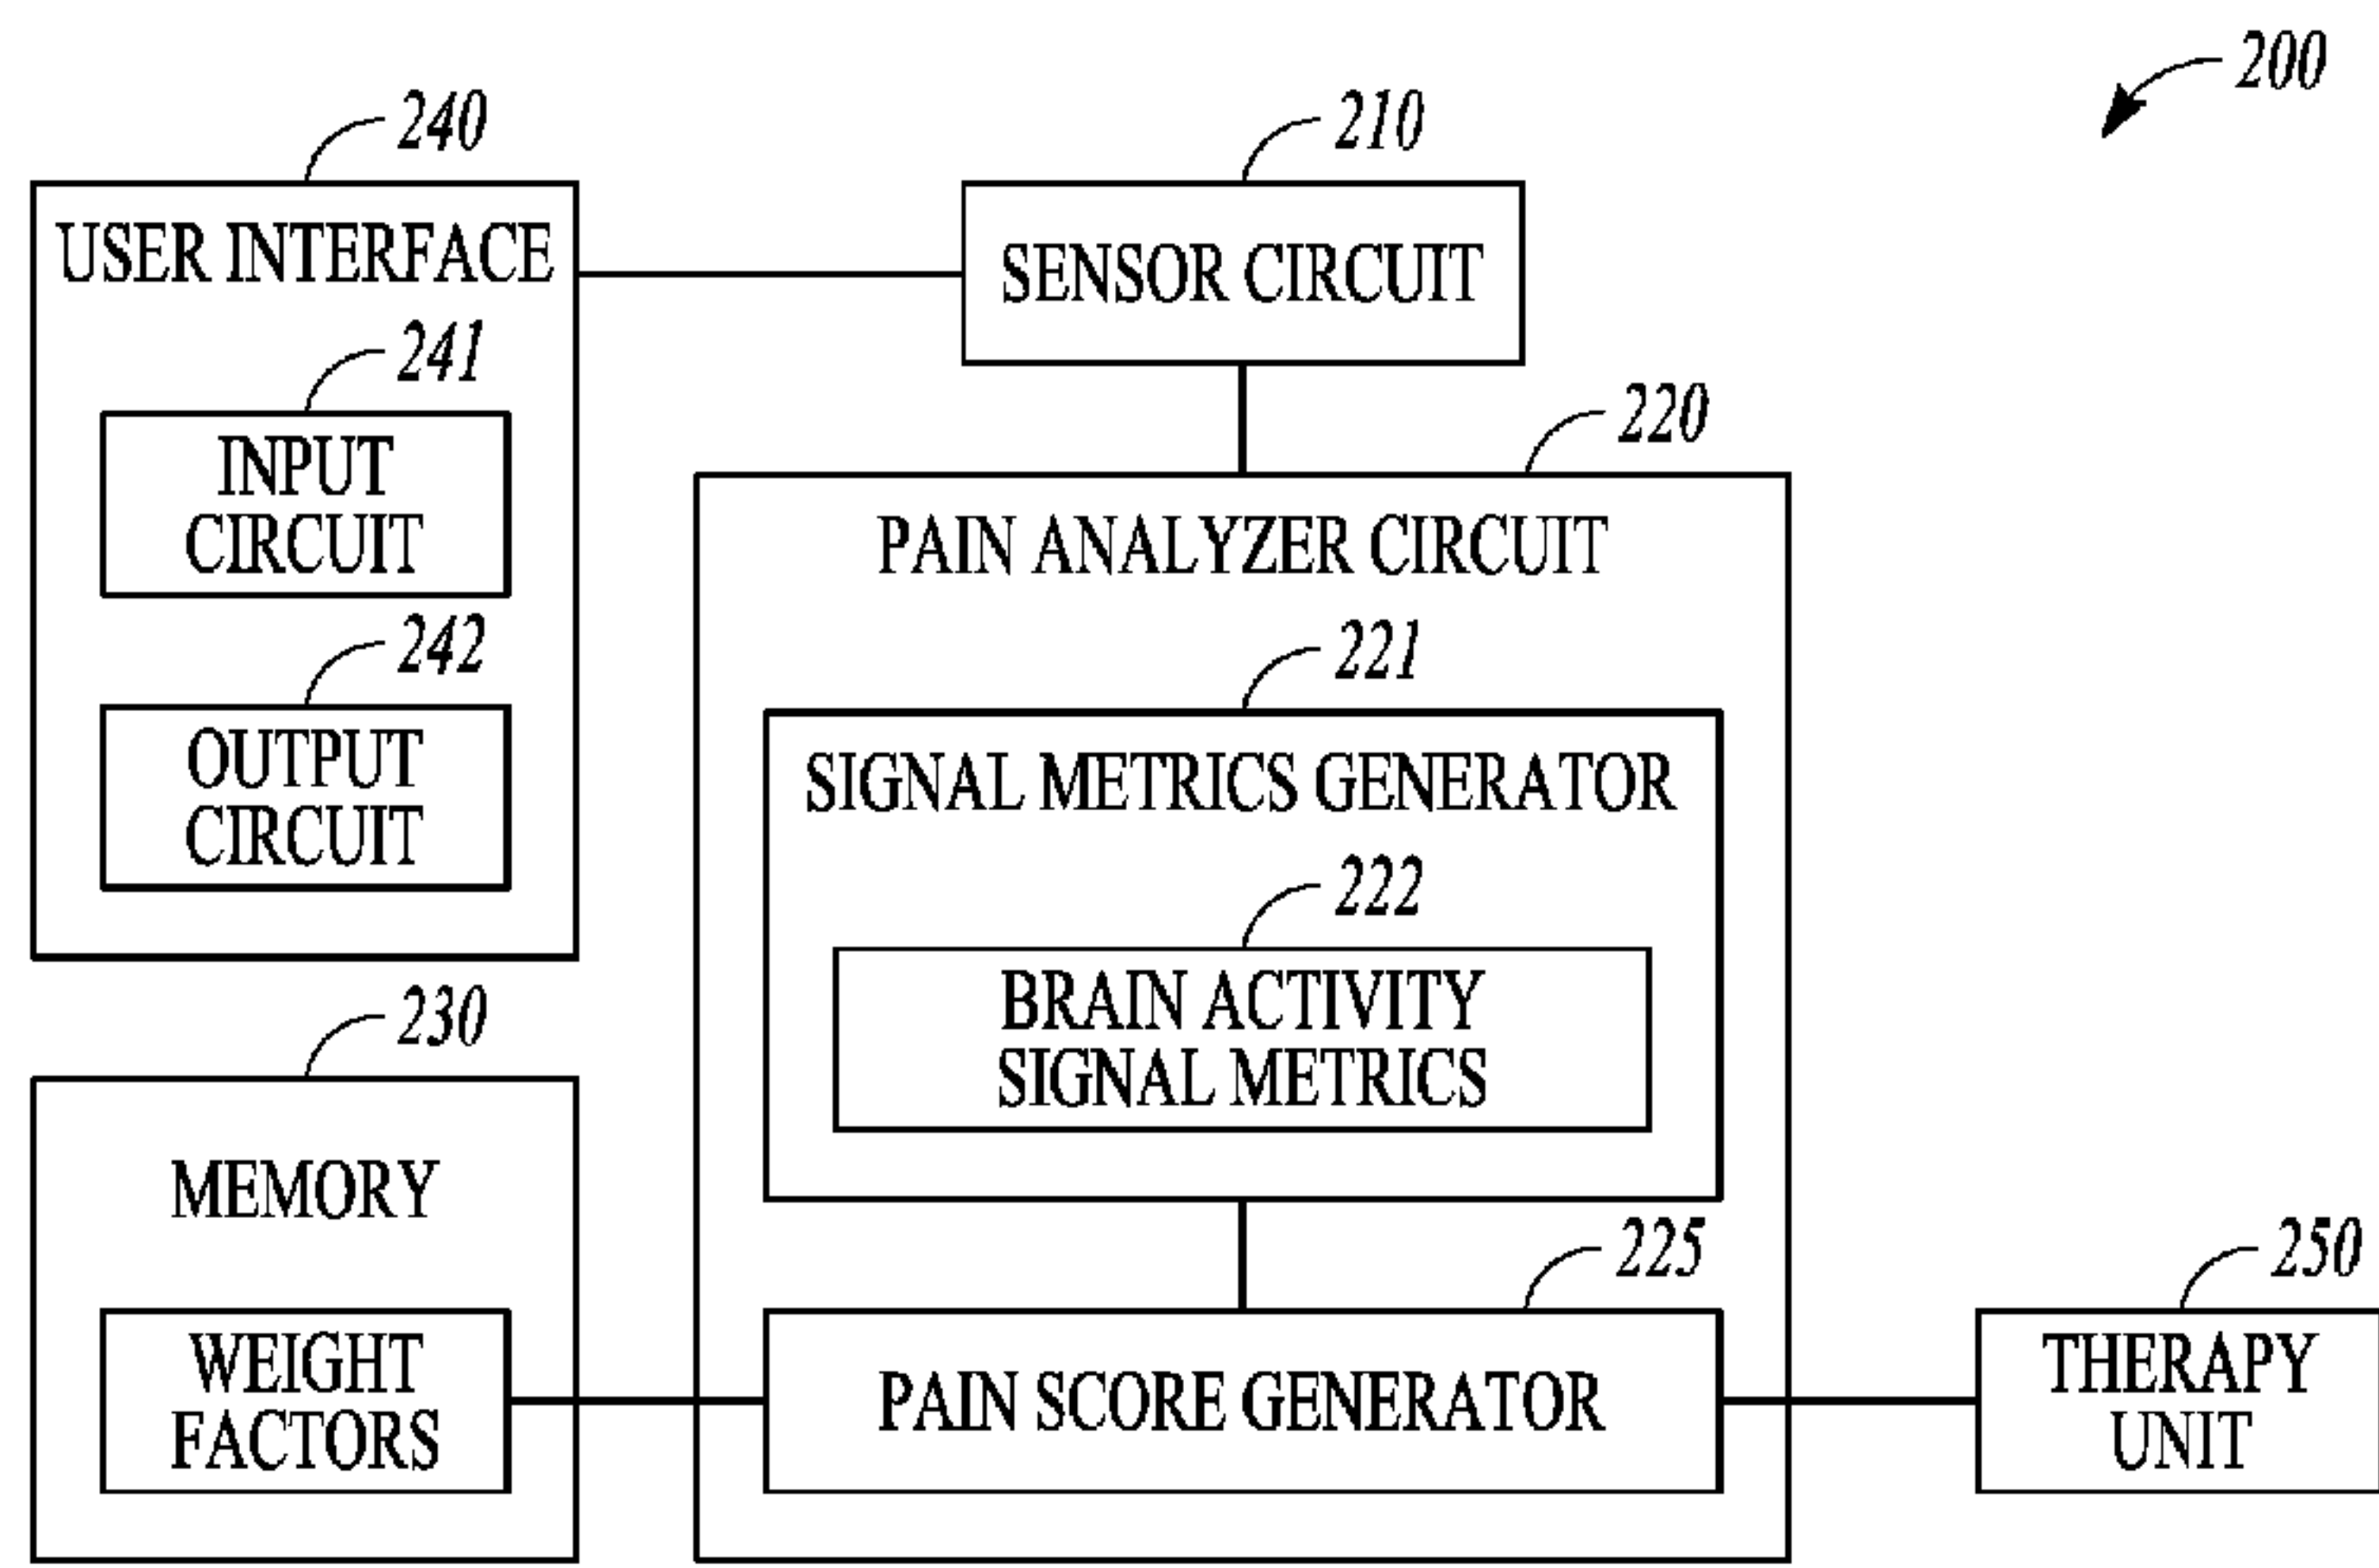 200
240
USER INTERFACE
241
INPUT
CIRCUIT
242
OUTPUT
CIRCUIT
210
SENSOR CIRCUIT
220
PAIN ANALYZER CIRCUIT
221
SIGNAL METRICS GENERATOR
222
BRAIN ACTIVITY
SIGNAL METRICS
230
MEMORY
WEIGHT
FACTORS
225
PAIN SCORE GENERATOR
250
THERAPY
UNIT